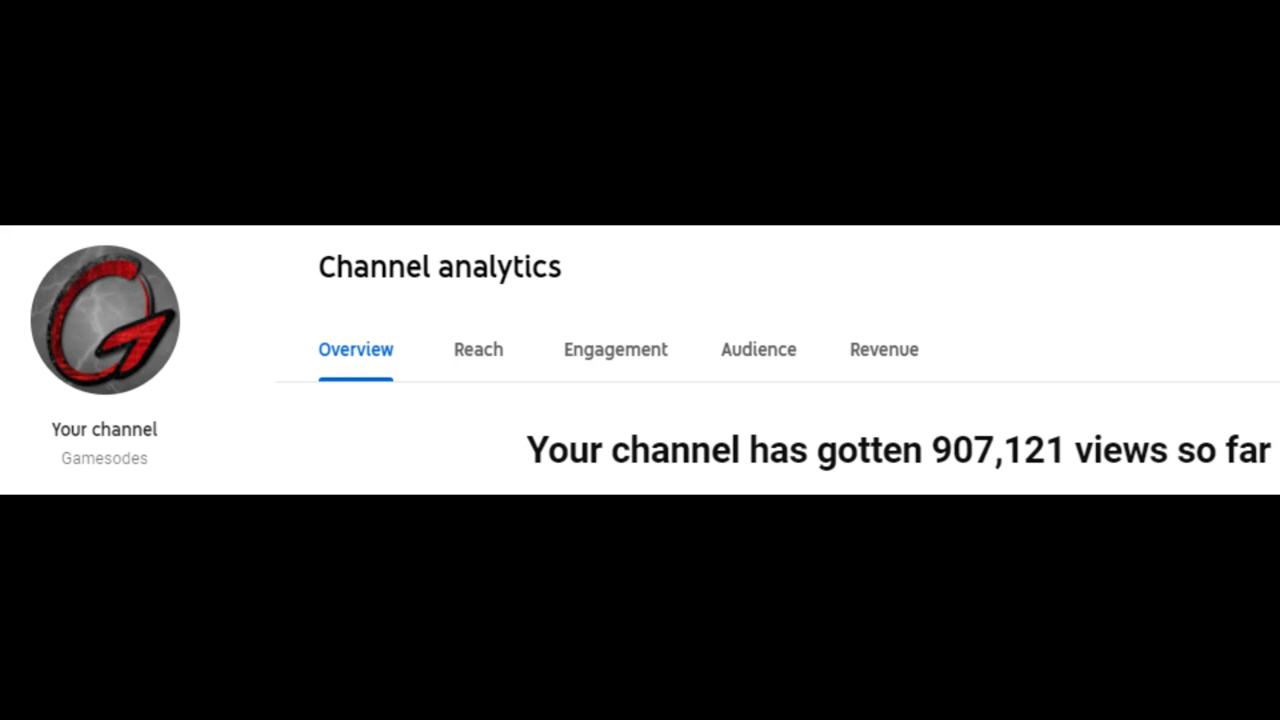 Channel analytics
Overview Reach Engagement Audience Revenue
Your channel
Gamesodes
Your channel has gotten 907,121 views so far